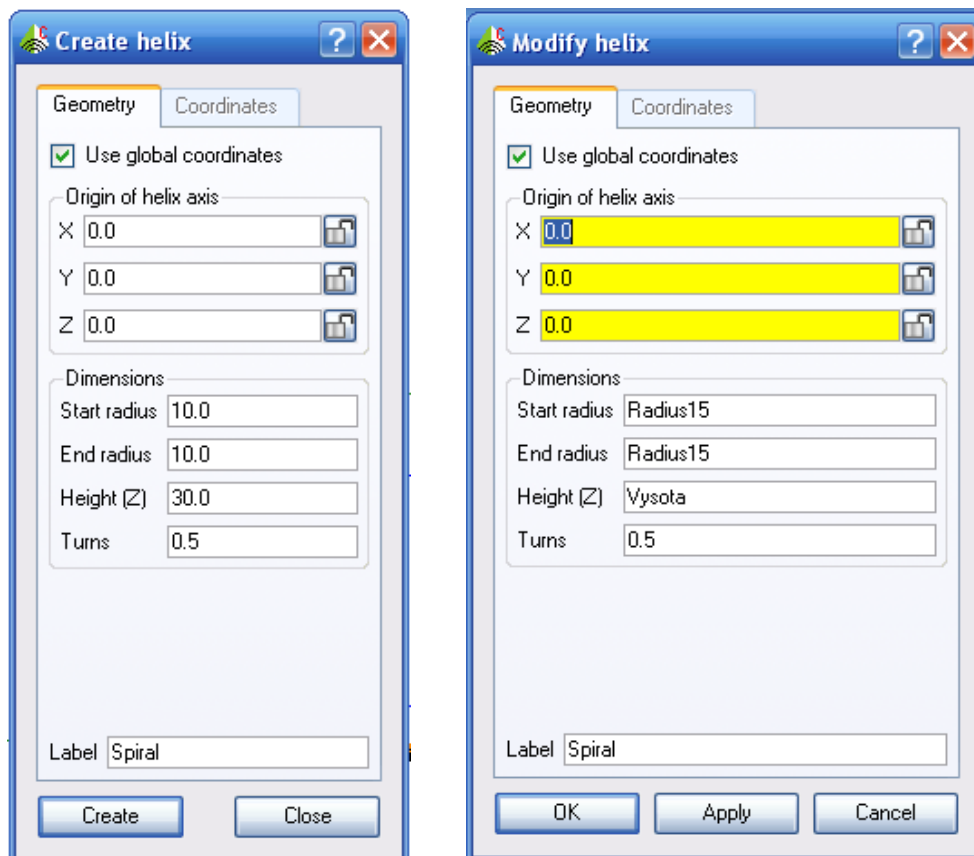 Create helix
Geometry Coordinates
Use global coordinates
Origin of helix axis
X 0.0
Y 0.0
Z 0.0
Dimensions
Start radius 10.0
End radius 10.0
Height (Z) 30.0
Turns 0.5
Label Spiral
Create Close
Modify helix
Geometry Coordinates
Use global coordinates
Origin of helix axis
X 0.0
Y 0.0
Z 0.0
Dimensions
Start radius Radius15
End radius Radius15
Height (Z) Vysota
Turns 0.5
Label Spiral
OK Apply Cancel